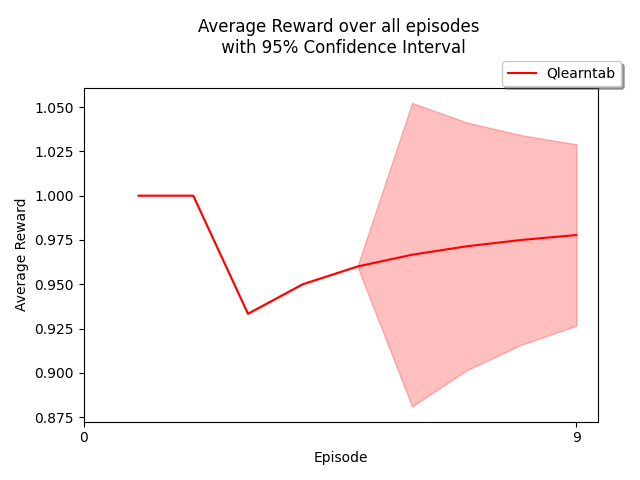 Average Reward over all episodes
with 95% Confidence Interval
Qlearntab
1.050
1.025
1.000
0.975
0.950
0.925
0.900
0.875
Average Reward
0 9
Episode